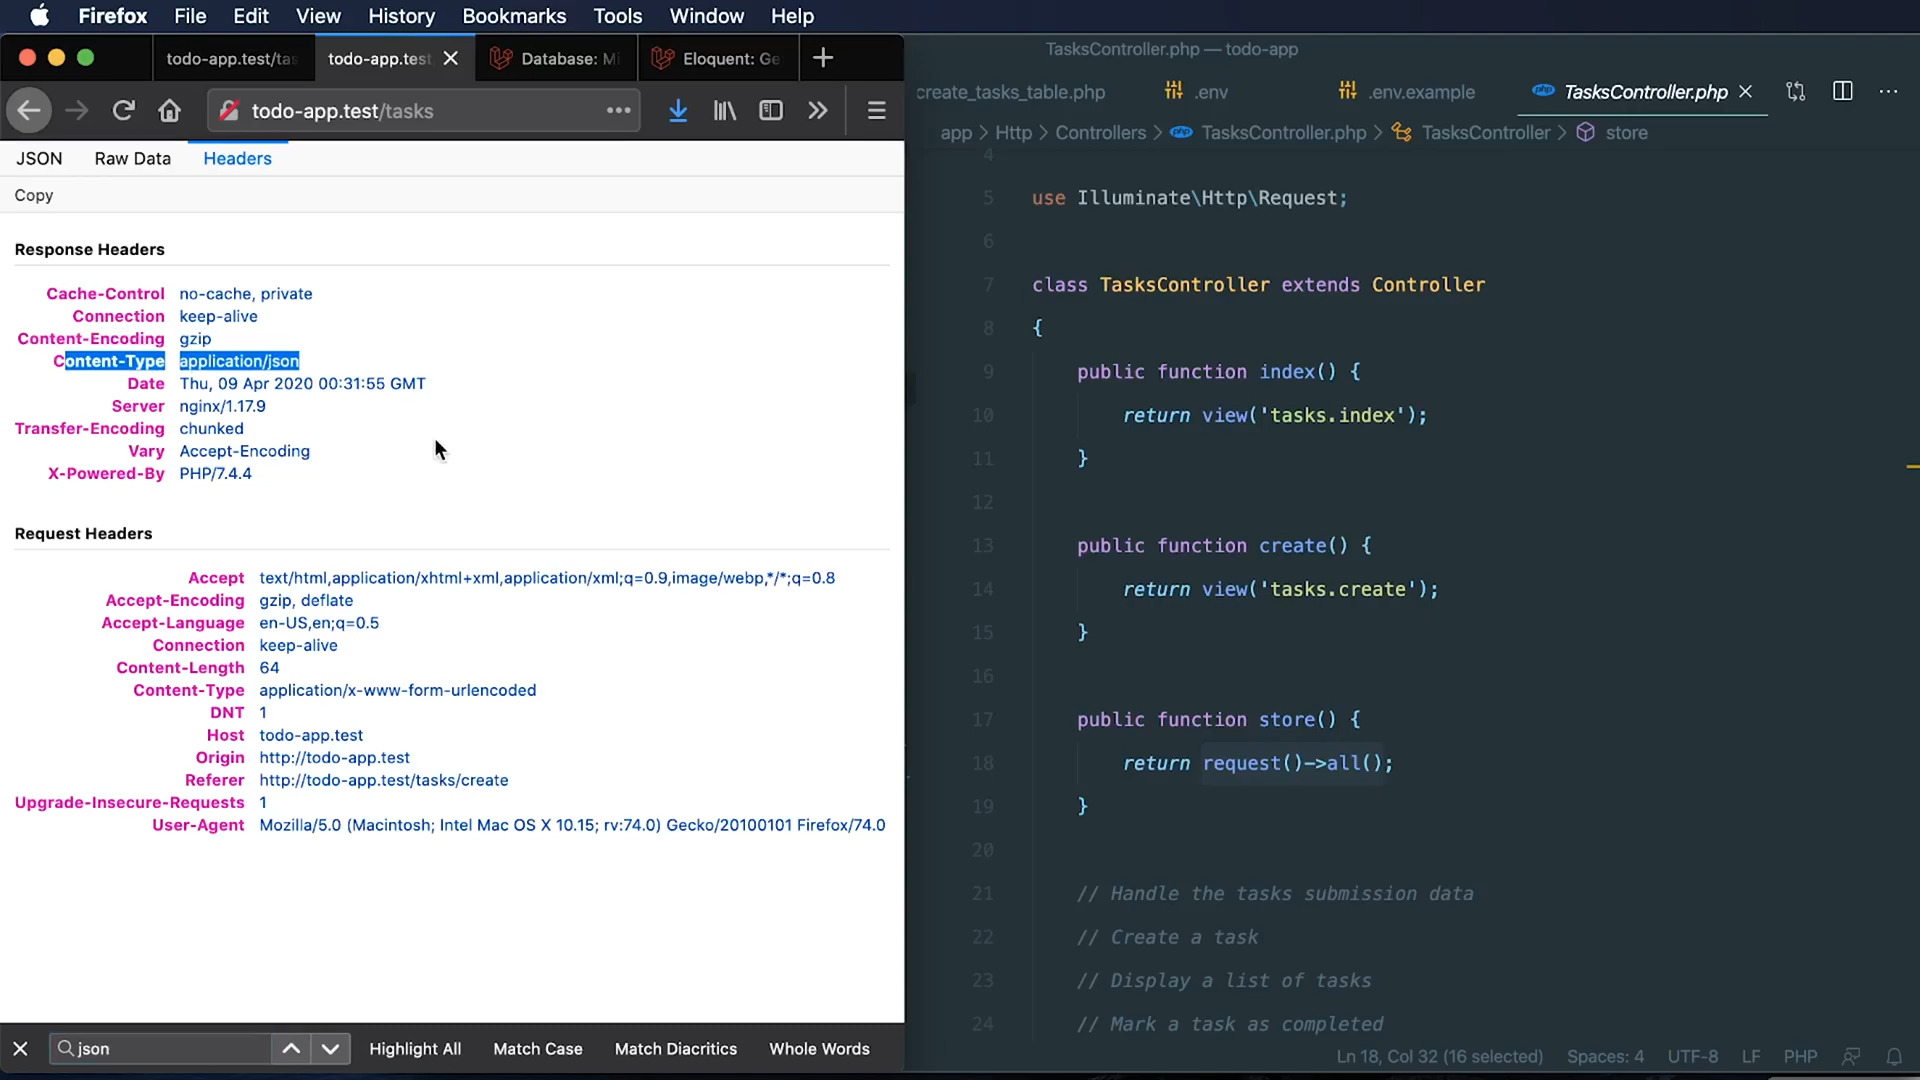 Firefox File Edit View History Bookmarks Tools Window Help
todo-app.test/tas
todo-app.test
Database: Mi
Eloquent: Ge
todo-app.test/tasks
JSON Raw Data Headers
Copy
Response Headers
Cache-Control no-cache, private
Connection keep-alive
Content-Encoding gzip
Content-Type application/json
Date Thu, 09 Apr 2020 00:31:55 GMT
Server nginx/1.17.9
Transfer-Encoding chunked
Vary Accept-Encoding
X-Powered-By PHP/7.4.4
Request Headers
Accept text/html,application/xhtml+xml,application/xml;q=0.9,image/webp,*/*;q=0.8
Accept-Encoding gzip, deflate
Accept-Language en-US,en;q=0.5
Connection keep-alive
Content-Length 64
Content-Type application/x-www-form-urlencoded
DNT 1
Host todo-app.test
Origin http://todo-app.test
Referer http://todo-app.test/tasks/create
Upgrade-Insecure-Requests 1
User-Agent Mozilla/5.0 (Macintosh; Intel Mac OS X 10.15; rv:74.0) Gecko/20100101 Firefox/74.0
json Highlight All Match Case Match Diacritics Whole Words
TasksController.php — todo-app
create_tasks_table.php .env .env.example php TasksController.php
app > Http > Controllers > php TasksController.php > TasksController > store
4
5 use Illuminate\Http\Request;
6
7 class TasksController extends Controller
8 {
9 public function index() {
10 return view('tasks.index');
11 }
12
13 public function create() {
14 return view('tasks.create');
15 }
16
17 public function store() {
18 return request()->all();
19 }
20
21 // Handle the tasks submission data
22 // Create a task
23 // Display a list of tasks
24 // Mark a task as completed
Ln 18, Col 32 (16 selected) Spaces: 4 UTF-8 LF PHP